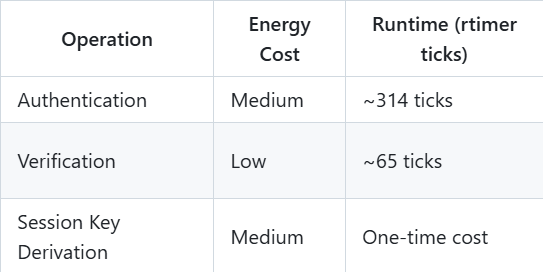 Operation
Energy
Cost
Runtime (rtimer
ticks)
Authentication
Medium
~314 ticks
Verification
Low
~65 ticks
Session Key
Derivation
Medium
One-time cost